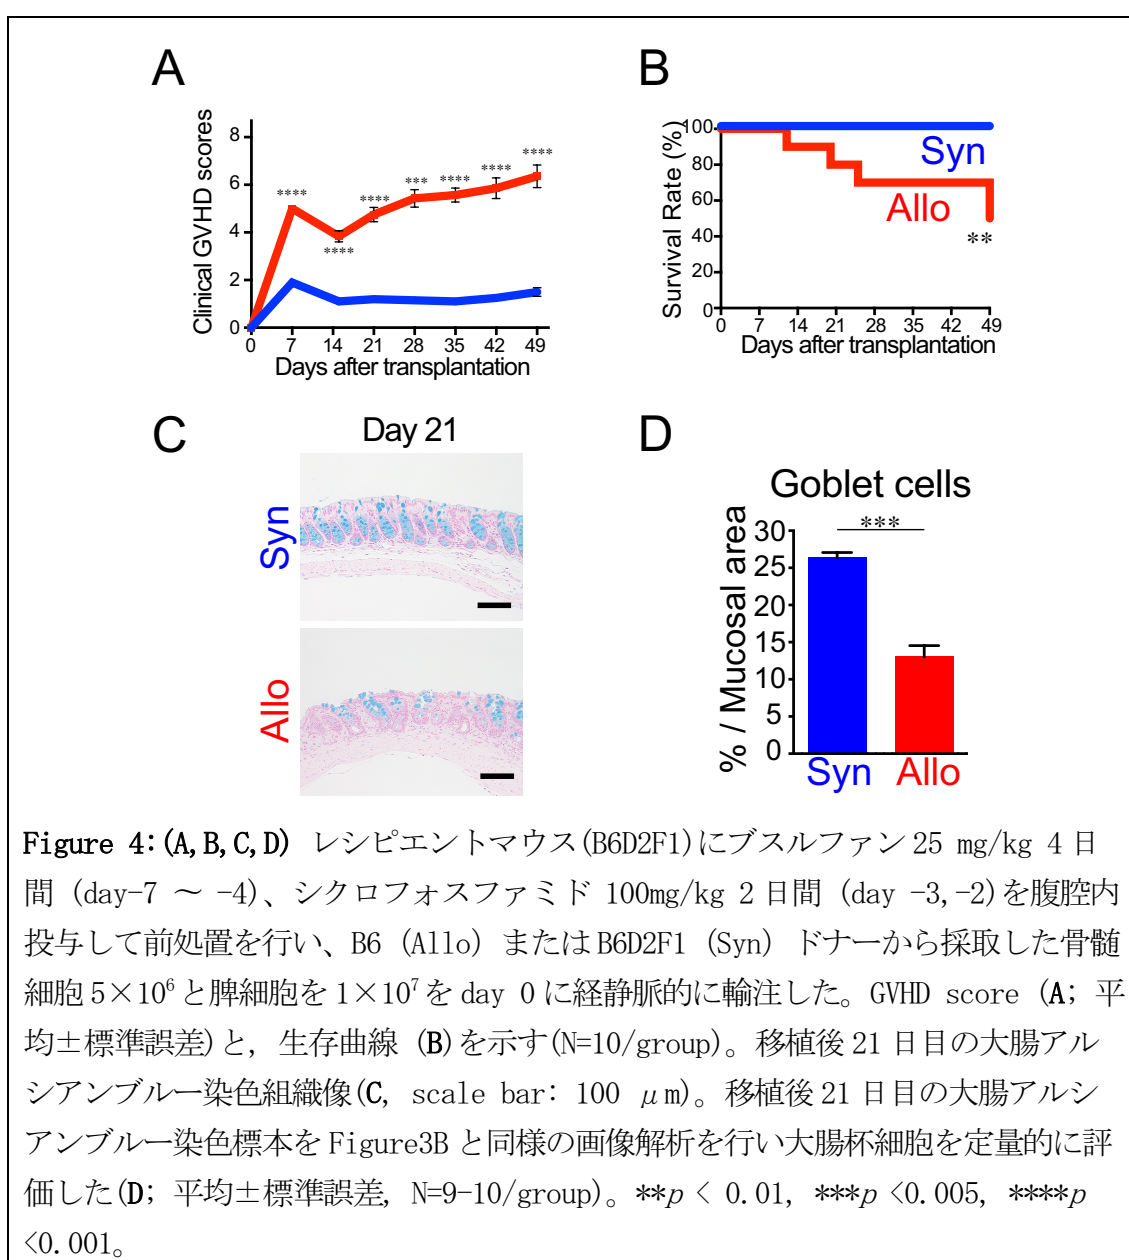 A
Clinical GVHD scores
8
6
4
2
0
****
****
****
***
****
****
****
0 7 14 21 28 35 42 49
Days after transplantation
B
Survival Rate (%)
100
80
60
40
20
0
Syn
Allo
**
0 7 14 21 28 35 42 49
Days after transplantation
C
Day 21
Syn
Allo
D
Goblet cells
% / Mucosal area
30
25
15
10
5
0
***
Syn Allo
Figure 4:(A,B,C,D) レシピエントマウス(B6D2F1)にブスルファン 25 mg/kg 4 日
間 (day-7 ～ -4)、シクロフォスファミド 100mg/kg 2 日間 (day -3,-2)を腹腔内
投与して前処置を行い、B6 (Allo) または B6D2F1 (Syn) ドナーから採取した骨髄
細胞 5×10⁶ と脾細胞を 1×10⁷ を day 0 に経静脈的に輸注した。GVHD score (A; 平
均±標準誤差)と, 生存曲線 (B)を示す(N=10/group)。移植後 21 日目の大腸アル
シアンブルー染色組織像(C, scale bar: 100 μm)。移植後 21 日目の大腸アルシ
アンブルー染色標本を Figure3B と同様の画像解析を行い大腸杯細胞を定量的に評
価した(D; 平均±標準誤差, N=9-10/group)。**p < 0.01, ***p <0.005, ****p
<0.001。